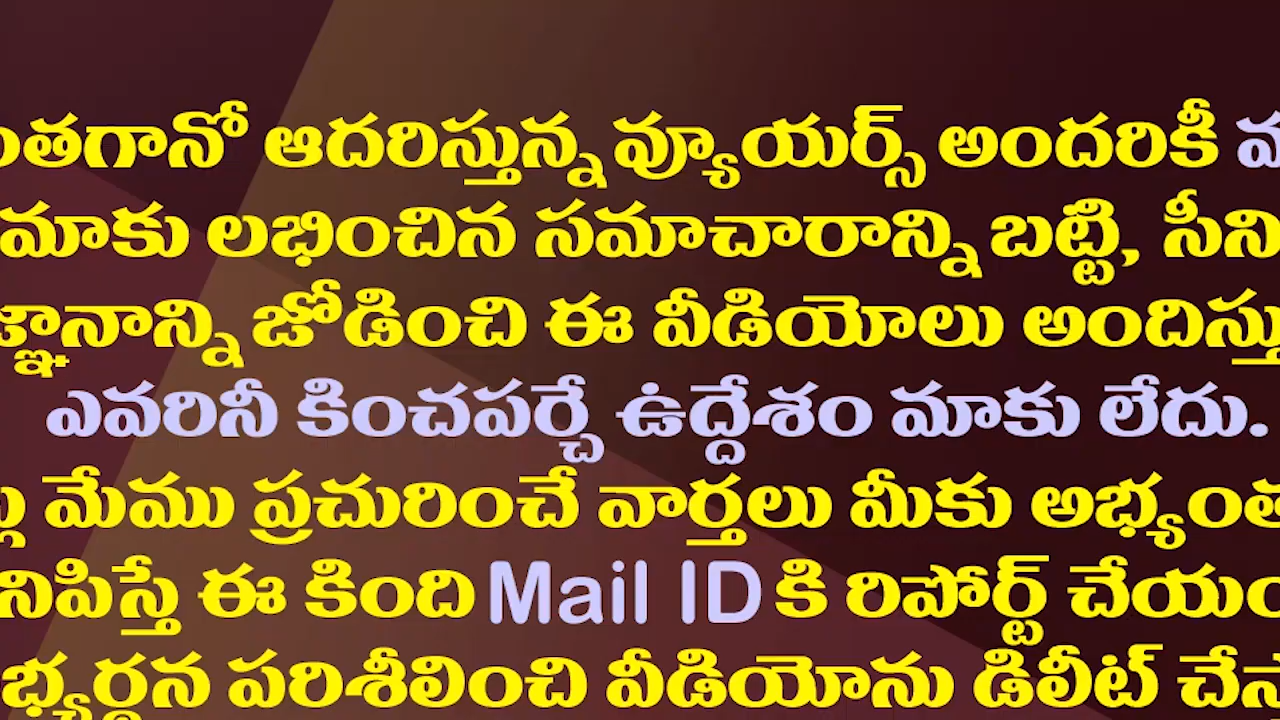 ఆదరిస్తున్న వ్యూయర్స్ అందరికీ
మాకు లభించిన సమాచారాన్ని బట్టి,
జోడించి ఈ వీడియోలు
ఎవరినీ కించపర్చే ఉద్దేశం మాకు లేదు.
మేము ప్రచురించే వార్తలు మీకు
ఈ కింది Mail ID కి రిపోర్ట్
పరిశీలించి వీడియోను డిలీట్